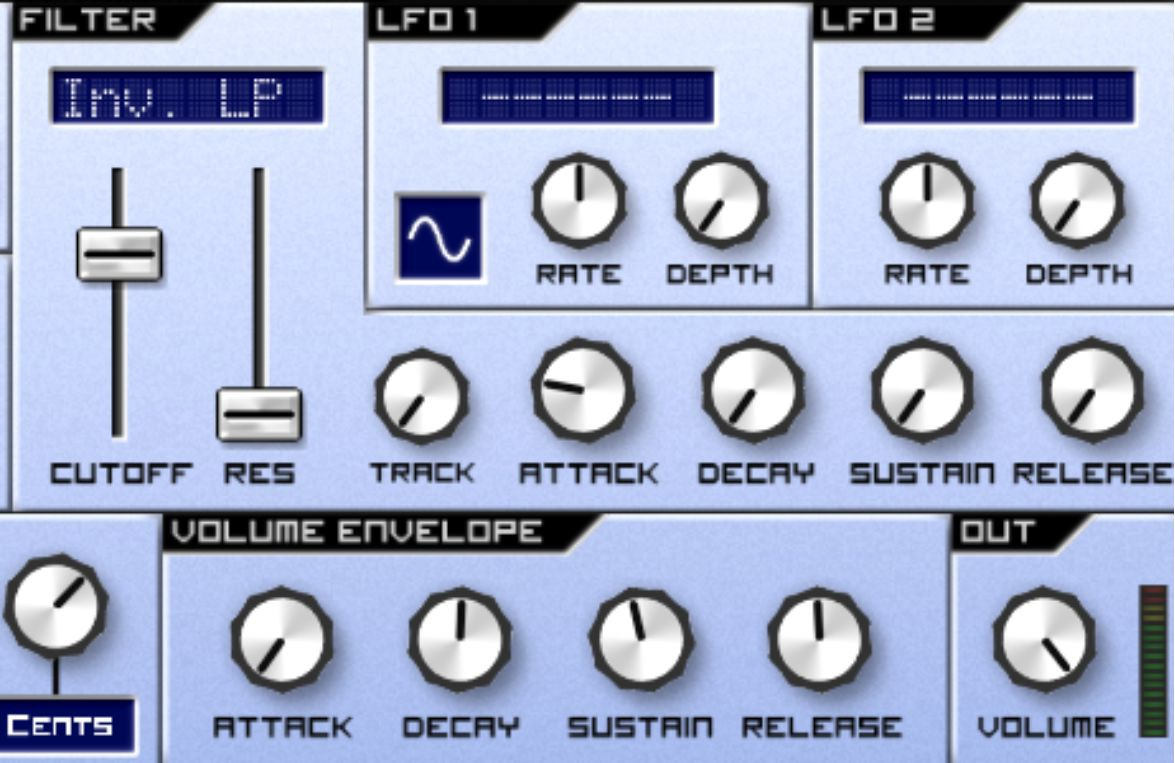 FILTER
LFO 1
LFO 2
Inv. LP
------
------
RATE
DEPTH
RATE
DEPTH
CUTOFF
RES
TRACK
ATTACK
DECAY
SUSTAIN
RELEASE
VOLUME ENVELOPE
OUT
CENTS
ATTACK
DECAY
SUSTAIN
RELEASE
VOLUME